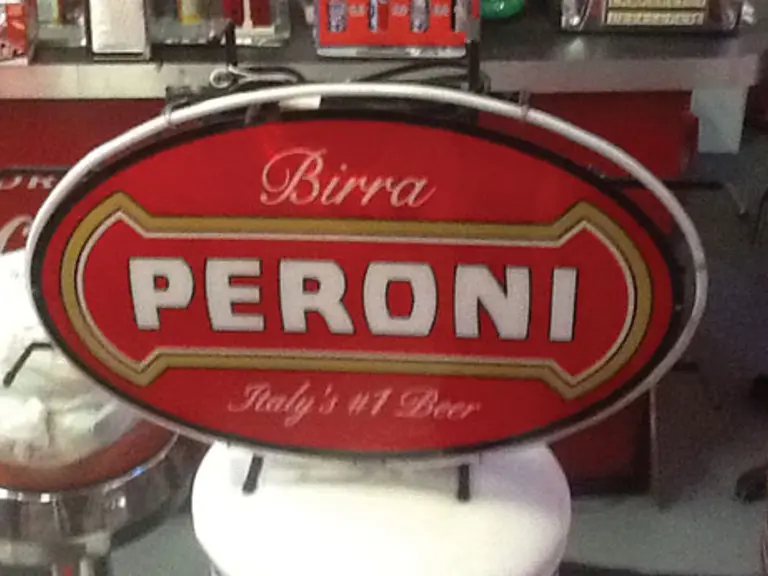 Birra
PERONI
Italy's #1 Beer